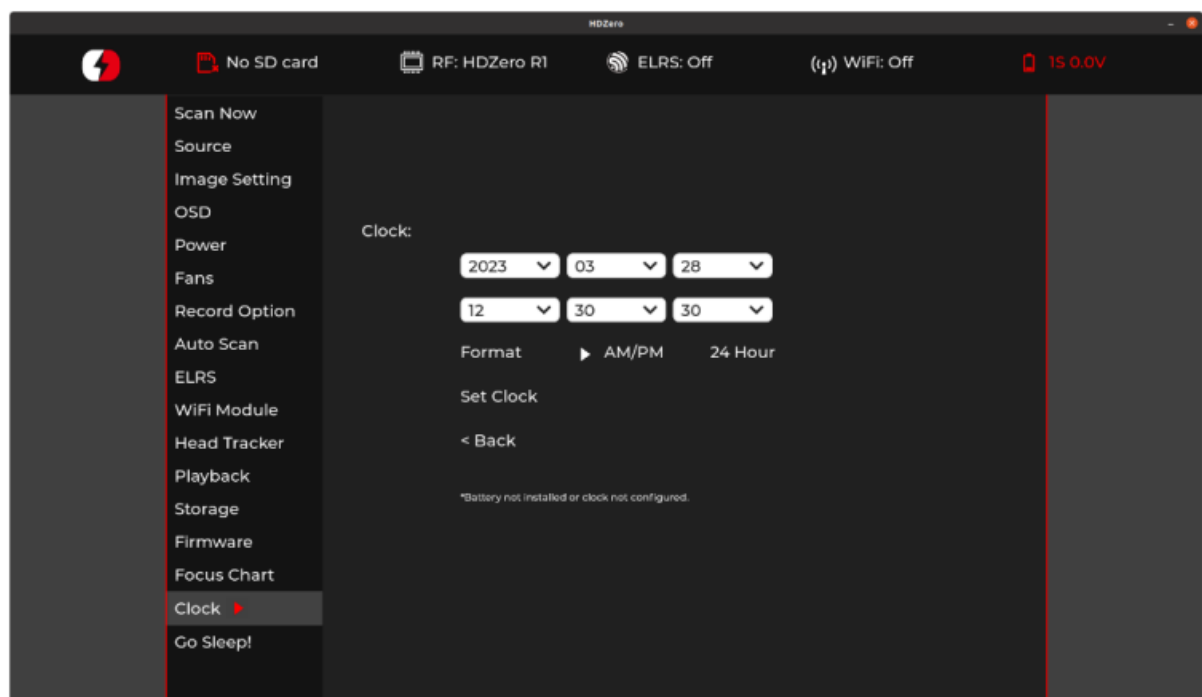 HDZero
No SD card
RF: HDZero R1
ELRS: Off
WiFi: Off
1S 0.0V
Scan Now
Source
Image Setting
OSD
Power
Fans
Record Option
Auto Scan
ELRS
WiFi Module
Head Tracker
Playback
Storage
Firmware
Focus Chart
Clock
Go Sleep!
Clock:
2023 03 28
12 30 30
Format AM/PM 24 Hour
Set Clock
< Back
*Battery not installed or clock not configured.